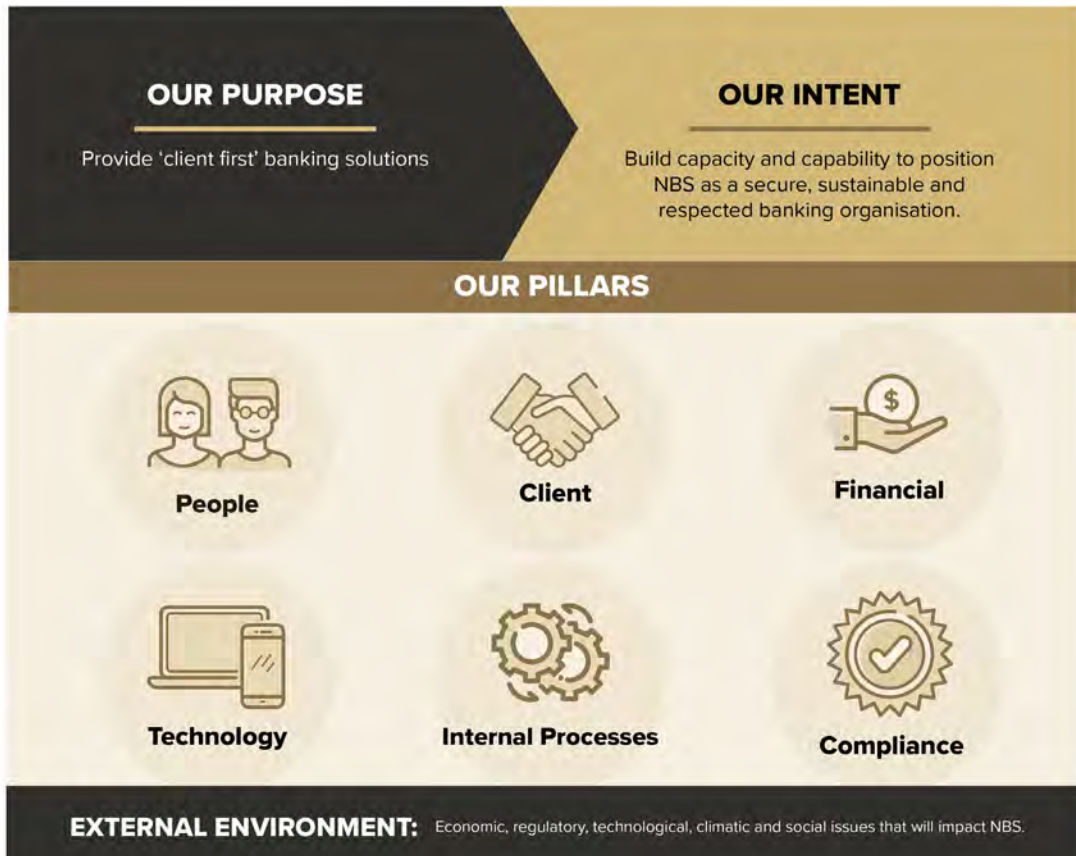 OUR PURPOSE
Provide ‘client first’ banking solutions
OUR INTENT
Build capacity and capability to position
NBS as a secure, sustainable and
respected banking organisation.
OUR PILLARS
People
Client
$
Financial
Technology
Internal Processes
Compliance
EXTERNAL ENVIRONMENT: Economic, regulatory, technological, climatic and social issues that will impact NBS.